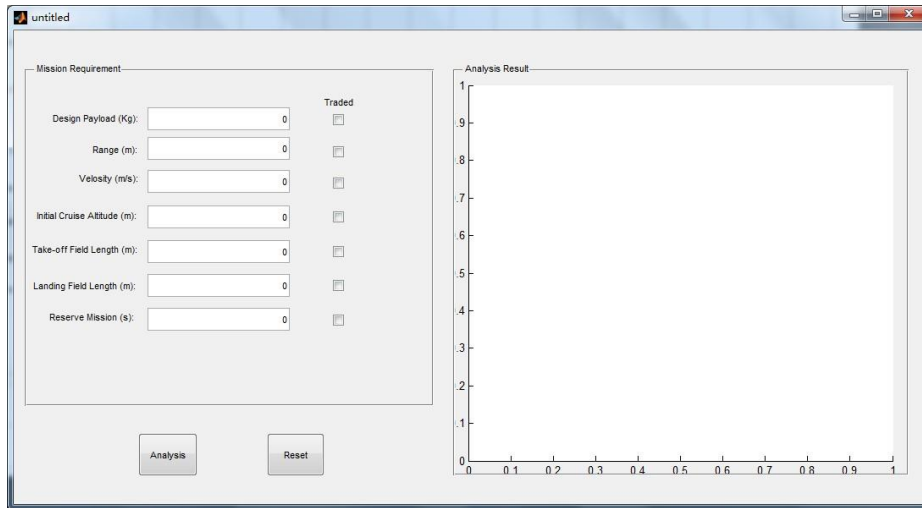 untitled
Mission Requirement
Traded
Design Payload (Kg): 0
Range (m): 0
Velosity (m/s): 0
Initial Cruise Altitude (m): 0
Take-off Field Length (m): 0
Landing Field Length (m): 0
Reserve Mission (s): 0
Analysis
Reset
Analysis Result
1
.9
.8
.7
.6
.5
.4
.3
.2
.1
0
0 0.1 0.2 0.3 0.4 0.5 0.6 0.7 0.8 0.9 1